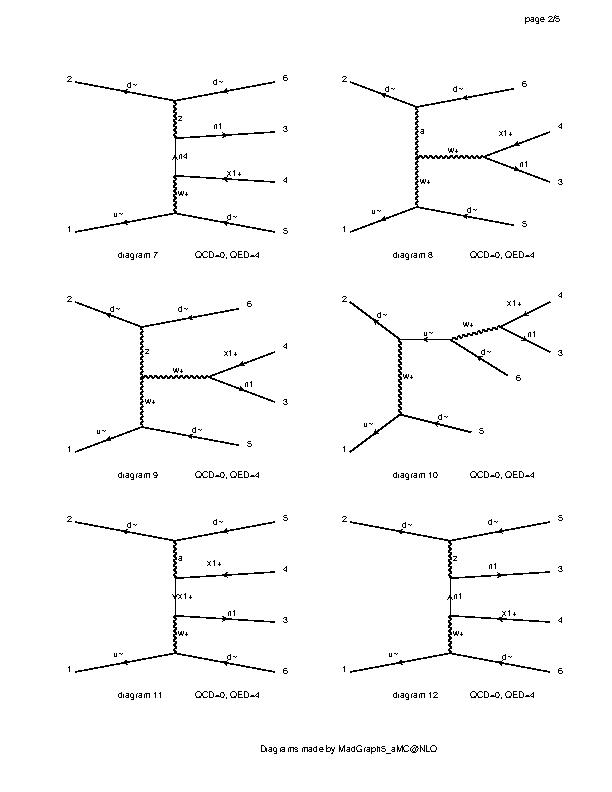 page 2/5
2 d~ d~ 6
z
n1 3
n4
x1+ 4
w+
u~ d~
1 5
diagram 7 QCD=0, QED=4
2 d~ d~ 6
a
x1+ 4
w+
n1 3
w+
u~ d~
1 5
diagram 8 QCD=0, QED=4
2 d~ d~ 6
z
x1+ 4
w+
n1 3
w+
u~ d~
1 5
diagram 9 QCD=0, QED=4
2 x1+ 4
d~ w+
u~ n1 3
d~
w+ 6
u~ d~ 5
1
diagram 10 QCD=0, QED=4
2 d~ d~ 5
a
x1+ 4
x1+
n1 3
w+
u~ d~
1 6
diagram 11 QCD=0, QED=4
2 d~ d~ 5
z
n1 3
n1
x1+ 4
w+
u~ d~
1 6
diagram 12 QCD=0, QED=4
Diagrams made by MadGraph5_aMC@NLO